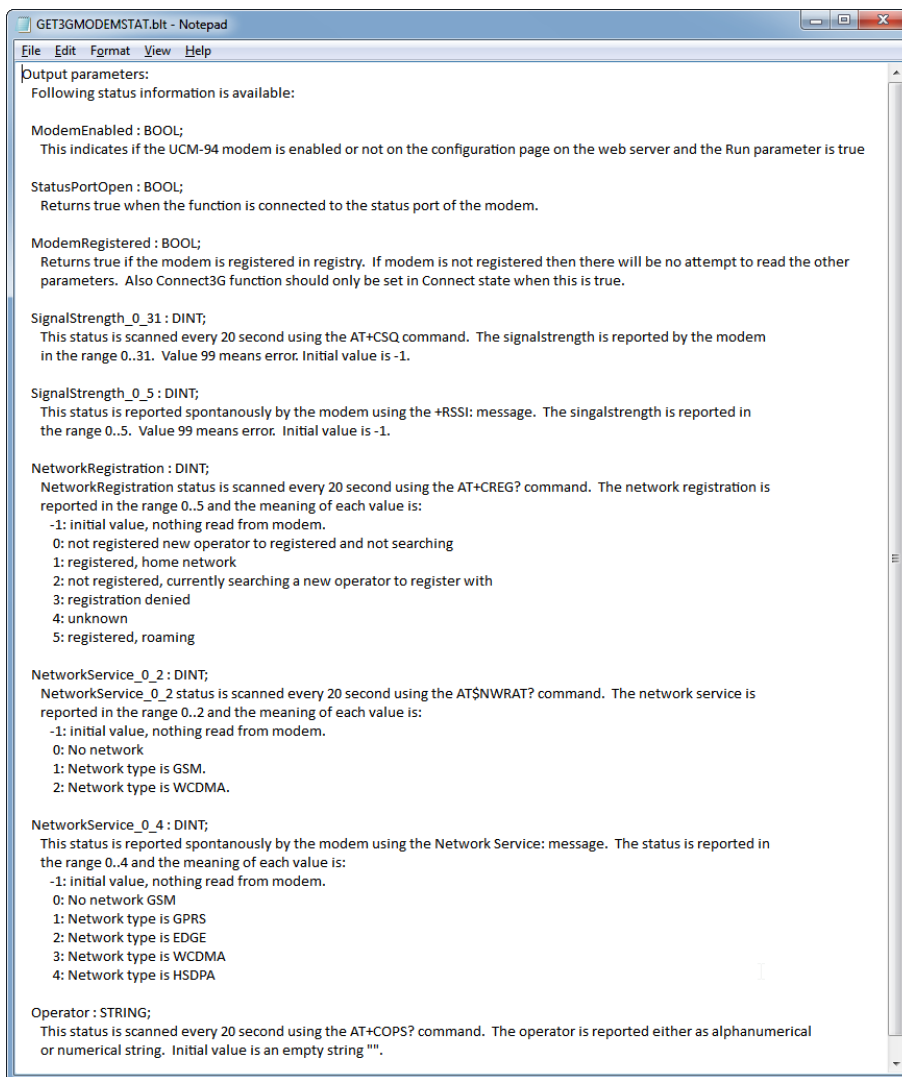 GET3GMODEMSTAT.blt - Notepad
File Edit Format View Help
Output parameters:
Following status information is available:
ModemEnabled : BOOL;
This indicates if the UCM-94 modem is enabled or not on the configuration page on the web server and the Run parameter is true
StatusPortOpen : BOOL;
Returns true when the function is connected to the status port of the modem.
ModemRegistered : BOOL;
Returns true if the modem is registered in registry. If modem is not registered then there will be no attempt to read the other
parameters. Also Connect3G function should only be set in Connect state when this is true.
SignalStrength_0_31 : DINT;
This status is scanned every 20 second using the AT+CSQ command. The signalstrength is reported by the modem
in the range 0..31. Value 99 means error. Initial value is -1.
SignalStrength_0_5 : DINT;
This status is reported spontanously by the modem using the +RSSI: message. The singalstrength is reported in
the range 0..5. Value 99 means error. Initial value is -1.
NetworkRegistration : DINT;
NetworkRegistration status is scanned every 20 second using the AT+CREG? command. The network registration is
reported in the range 0..5 and the meaning of each value is:
-1: initial value, nothing read from modem.
0: not registered new operator to registered and not searching
1: registered, home network
2: not registered, currently searching a new operator to register with
3: registration denied
4: unknown
5: registered, roaming
NetworkService_0_2 : DINT;
NetworkService_0_2 status is scanned every 20 second using the AT$NWRAT? command. The network service is
reported in the range 0..2 and the meaning of each value is:
-1: initial value, nothing read from modem.
0: No network
1: Network type is GSM.
2: Network type is WCDMA.
NetworkService_0_4 : DINT;
This status is reported spontanously by the modem using the Network Service: message. The status is reported in
the range 0..4 and the meaning of each value is:
-1: initial value, nothing read from modem.
0: No network GSM
1: Network type is GPRS
2: Network type is EDGE
3: Network type is WCDMA
4: Network type is HSDPA
Operator : STRING;
This status is scanned every 20 second using the AT+COPS? command. The operator is reported either as alphanumerical
or numerical string. Initial value is an empty string "".